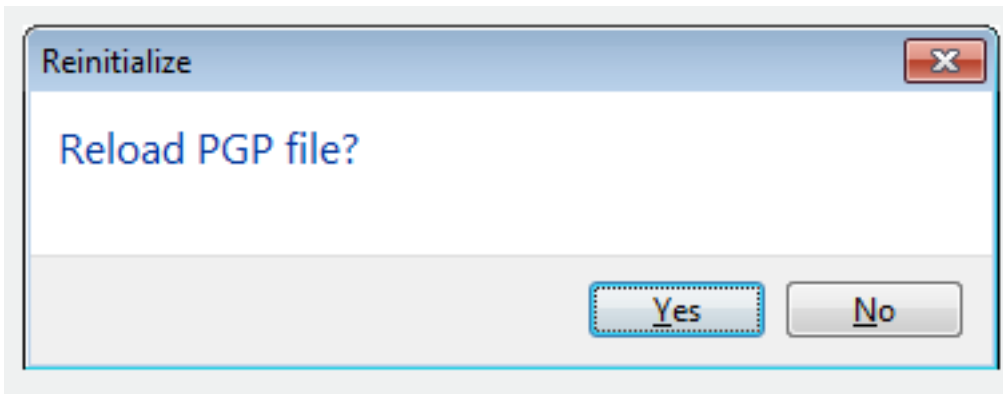 Reinitialize
Reload PGP file?
Yes No